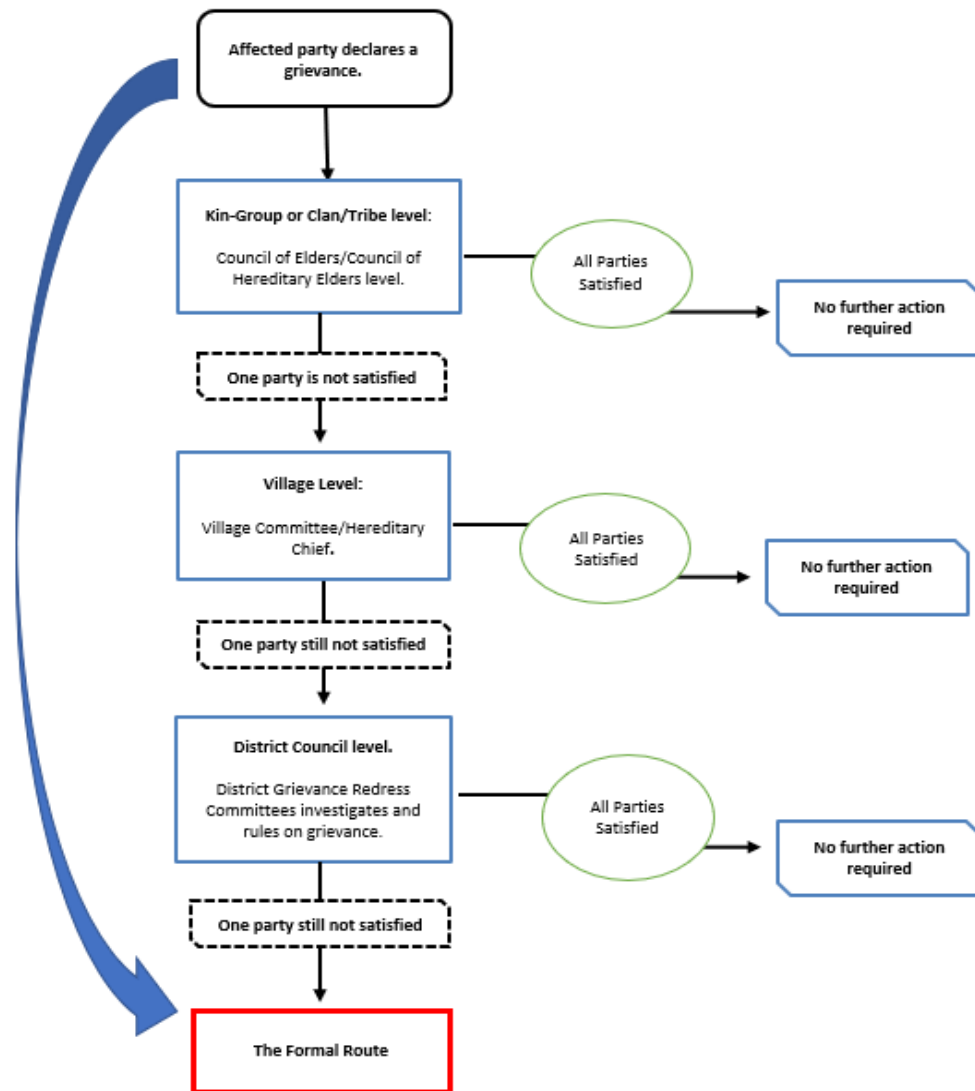 Affected party declares a
grievance.
Kin-Group or Clan/Tribe level:
Council of Elders/Council of
Hereditary Elders level.
All Parties
Satisfied
No further action
required
One party is not satisfied
Village Level:
Village Committee/Hereditary
Chief.
All Parties
Satisfied
No further action
required
One party still not satisfied
District Council level.
District Grievance Redress
Committees investigates and
rules on grievance.
All Parties
Satisfied
No further action
required
One party still not satisfied
The Formal Route